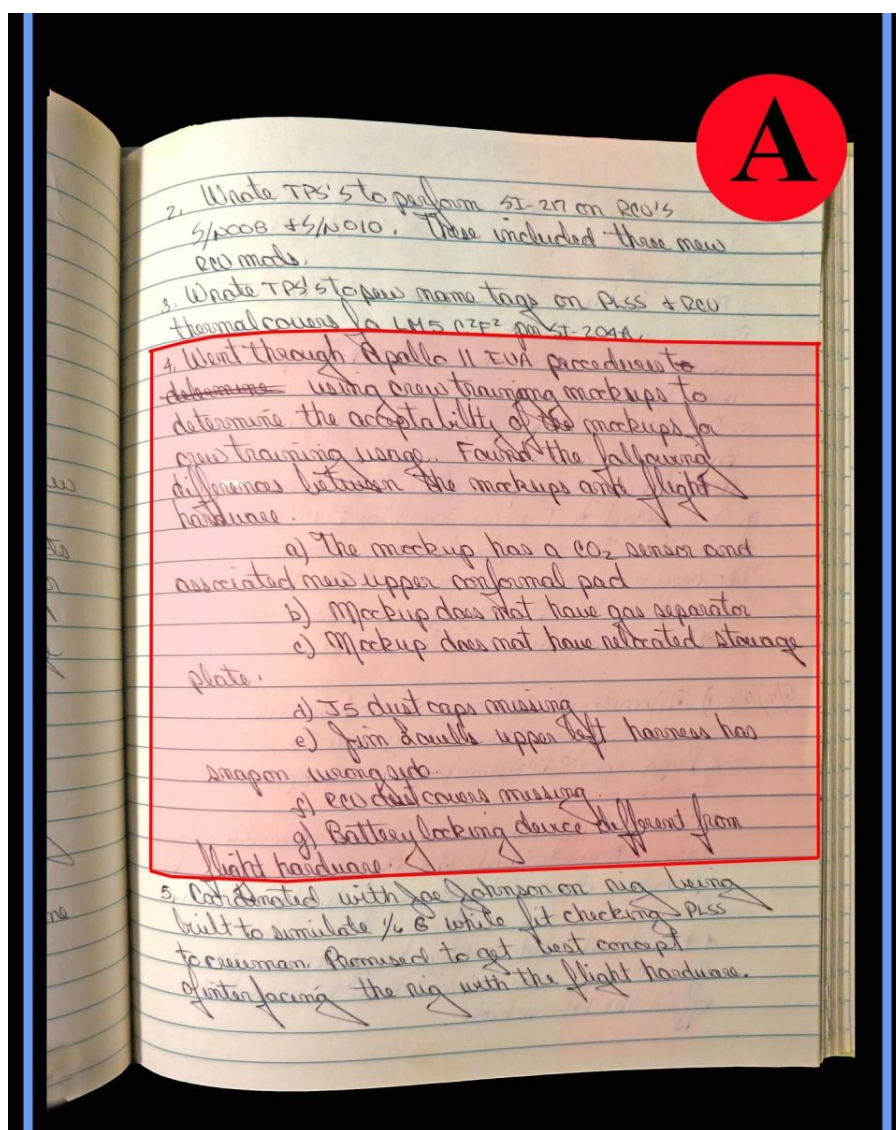 A
2. Wrote TPS's to perform SI-217 on RCU's
S/N008 + S/N010. These included three new
RCU mods.
3. Wrote TPS's to sew name tags on PLSS + RCU
thermal covers for LM5 C²F² per SI-204A.
4. Went through Apollo 11 EVA procedures to
determine using crew training mockups to
determine the acceptability of the mockups for
crew training usage. Found the following
differences between the mockups and flight
hardware.
a) The mockup has a CO₂ sensor and
associated new upper conformal pad
b) Mockup does not have gas separator
c) Mockup does not have relocated stowage
plate.
d) J5 dust caps missing
e) upper left harness has
snap on wrong side.
f) RCU dust covers missing.
g) Battery locking device different from
flight hardware.
5. Coordinated with Joe Johnson on rig being
built to simulate 1/6 G while fit checking PLSS
to crewman. Promised to get best concept
of interfacing the rig with the flight hardware.